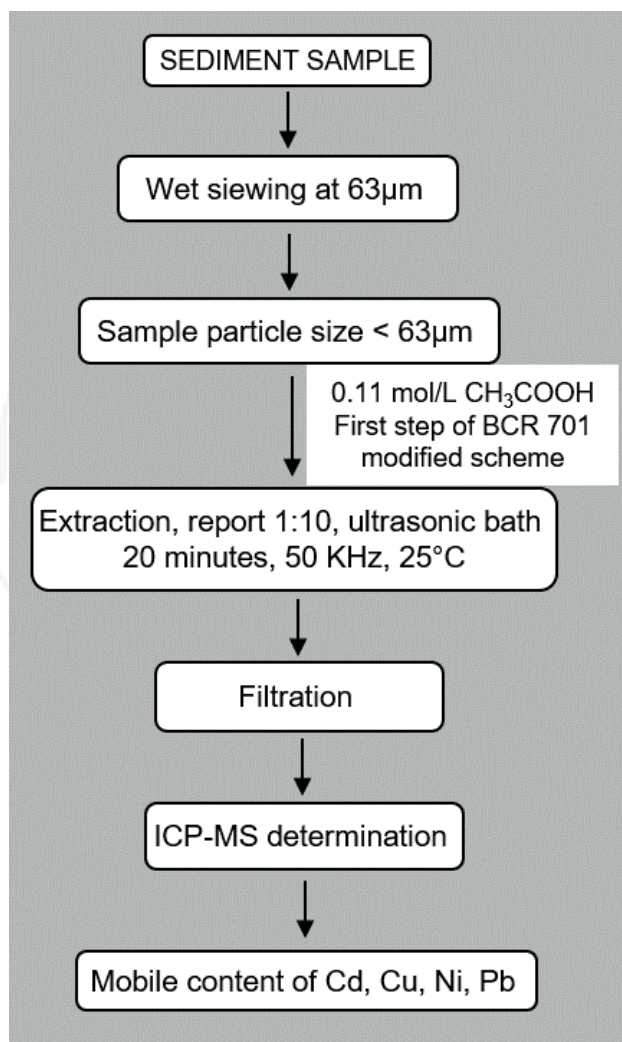 SEDIMENT SAMPLE
Wet siewing at 63µm
Sample particle size < 63µm
0.11 mol/L CH₃COOH
First step of BCR 701
modified scheme
Extraction, report 1:10, ultrasonic bath
20 minutes, 50 KHz, 25°C
Filtration
ICP-MS determination
Mobile content of Cd, Cu, Ni, Pb